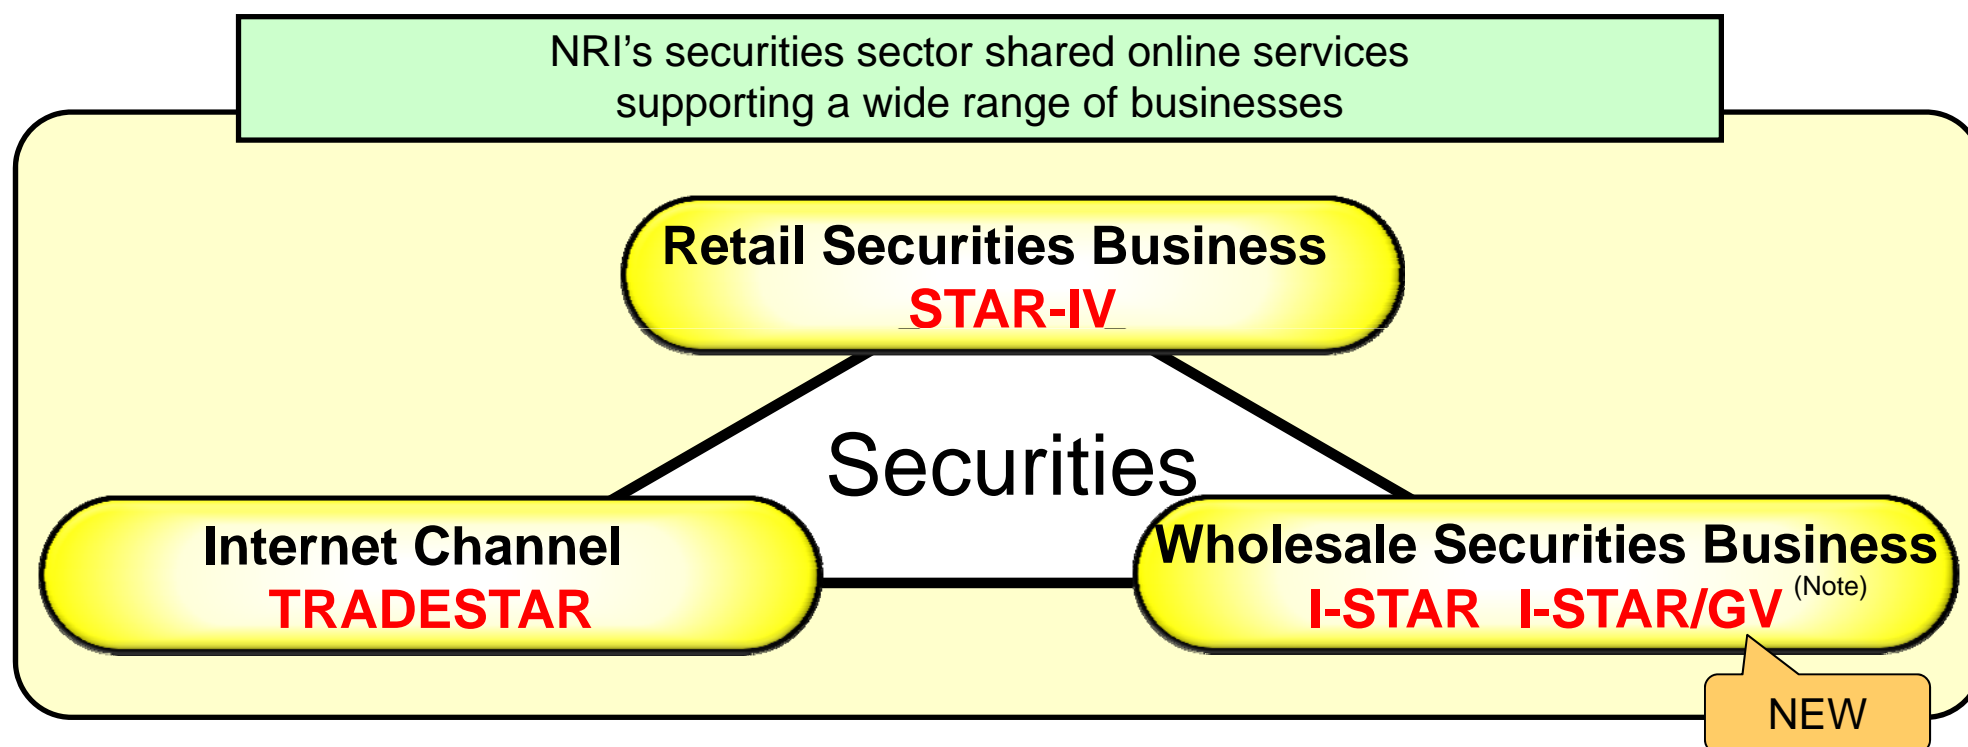 NRI’s securities sector shared online services
supporting a wide range of businesses
Retail Securities Business
STAR-IV
Securities
Internet Channel
TRADESTAR
Wholesale Securities Business
I-STAR I-STAR/GV (Note)
NEW